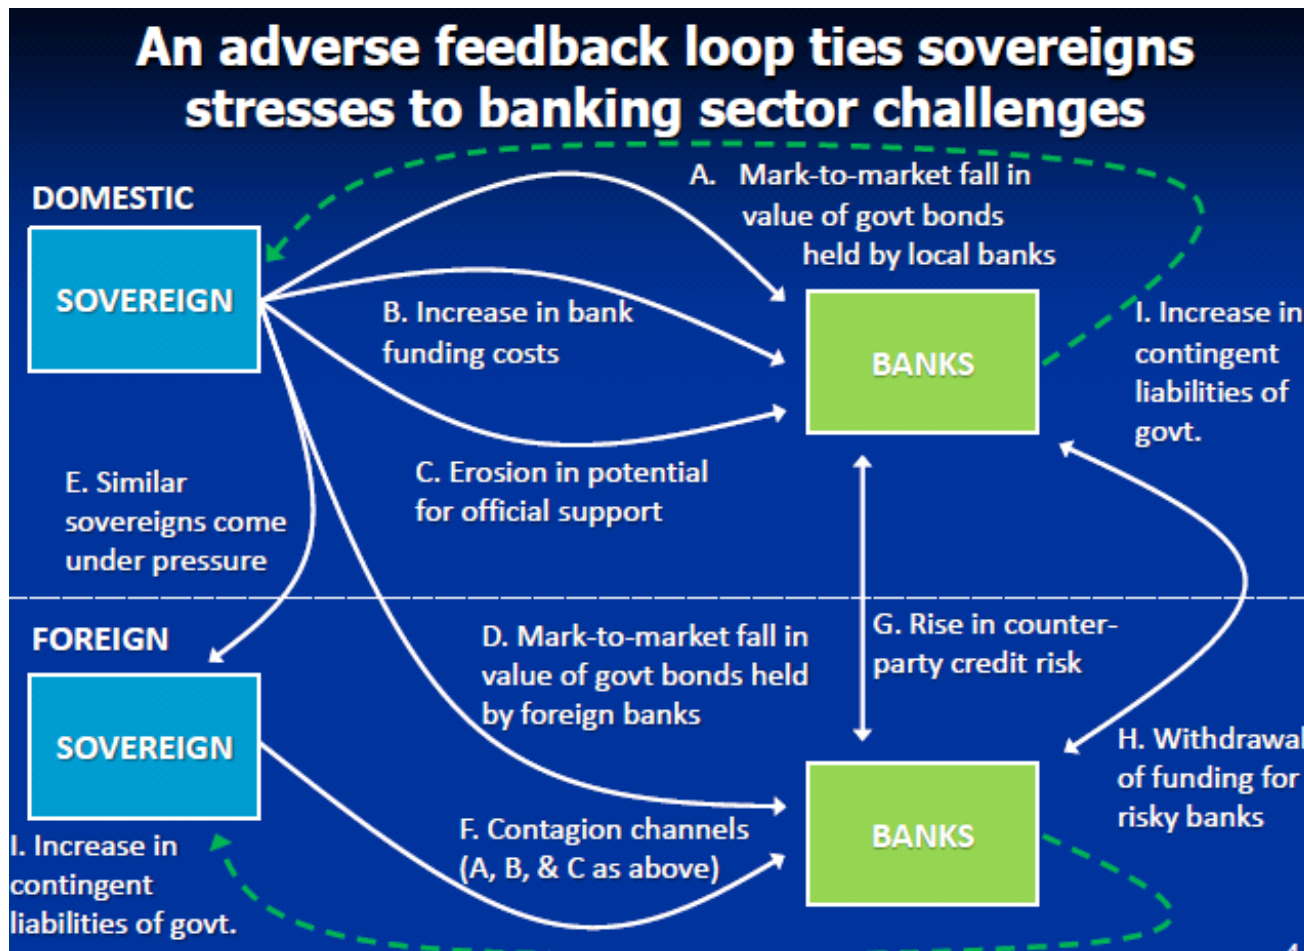 An adverse feedback loop ties sovereigns
stresses to banking sector challenges
DOMESTIC
SOVEREIGN
A. Mark-to-market fall in
value of govt bonds
held by local banks
B. Increase in bank
funding costs
BANKS
I. Increase in
contingent
liabilities of
govt.
C. Erosion in potential
for official support
E. Similar
sovereigns come
under pressure
FOREIGN
SOVEREIGN
D. Mark-to-market fall in
value of govt bonds held
by foreign banks
G. Rise in counter-
party credit risk
H. Withdrawal
of funding for
risky banks
BANKS
F. Contagion channels
(A, B, & C as above)
I. Increase in
contingent
liabilities of govt.